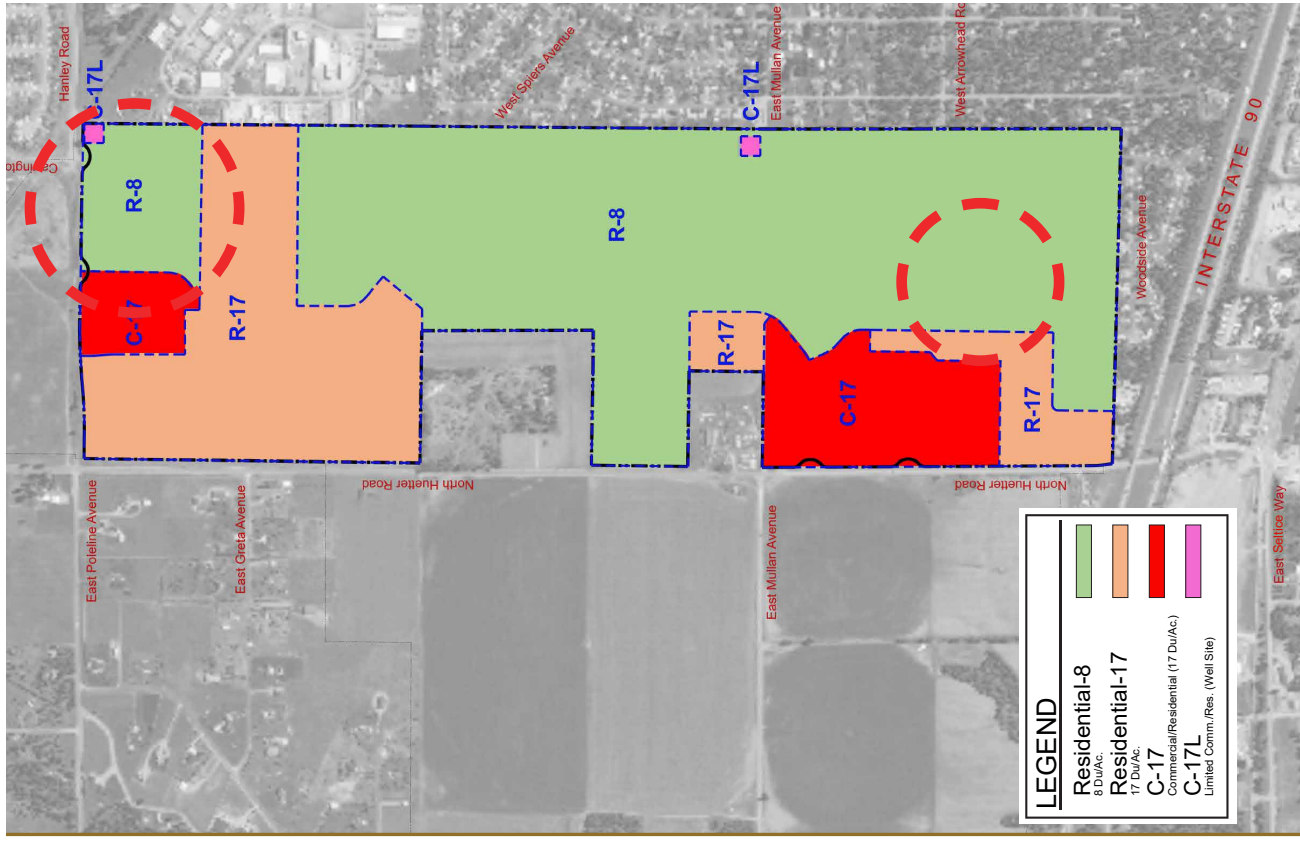 Hanley Road
C-17L
Carrington
R-8
C-17
R-17
West Spiers Avenue
R-8
C-17L
East Mullan Avenue
West Arrowhead Ro
R-17
C-17
R-17
Woodside Avenue
INTERSTATE 90
North Huetter Road
North Huetter Road
East Poleline Avenue
East Greta Avenue
East Mullan Avenue
East Seltice Way
LEGEND
Residential-8
8 Du/Ac.
Residential-17
17 Du/Ac.
C-17
Commercial/Residential (17 Du/Ac.)
C-17L
Limited Comm./Res. (Well Site)